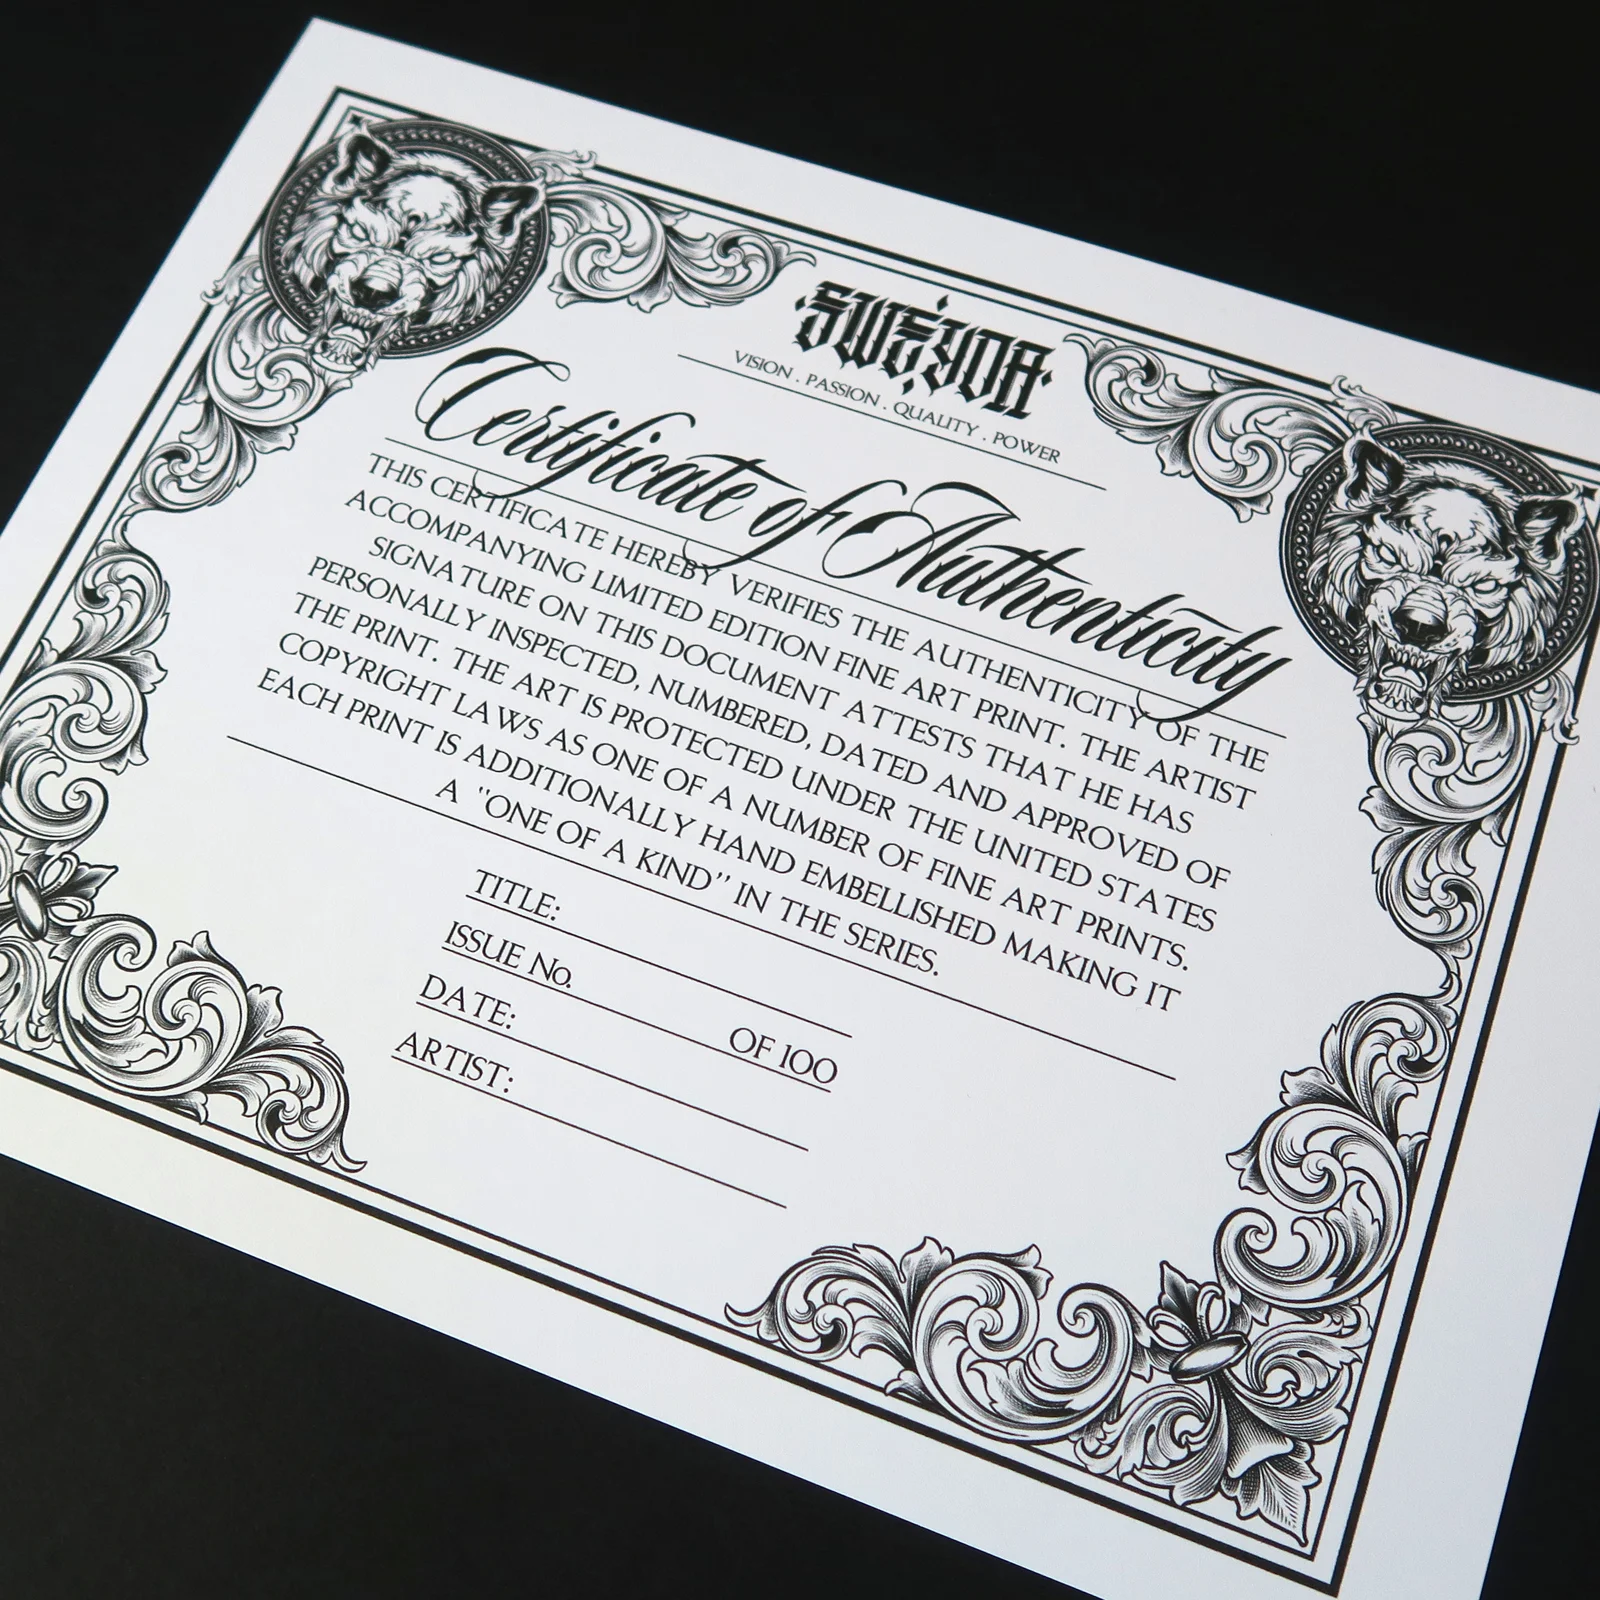 SWEYDA
VISION . PASSION . QUALITY . POWER
Certificate of Authenticity
THIS CERTIFICATE HEREBY VERIFIES THE AUTHENTICITY OF THE
ACCOMPANYING LIMITED EDITION FINE ART PRINT. THE ARTIST
SIGNATURE ON THIS DOCUMENT ATTESTS THAT HE HAS
PERSONALLY INSPECTED, NUMBERED, DATED AND APPROVED OF
THE PRINT. THE ART IS PROTECTED UNDER THE UNITED STATES
COPYRIGHT LAWS AS ONE OF A NUMBER OF FINE ART PRINTS.
EACH PRINT IS ADDITIONALLY HAND EMBELLISHED MAKING IT
A "ONE OF A KIND" IN THE SERIES.
TITLE:
ISSUE No. OF 100
DATE:
ARTIST: